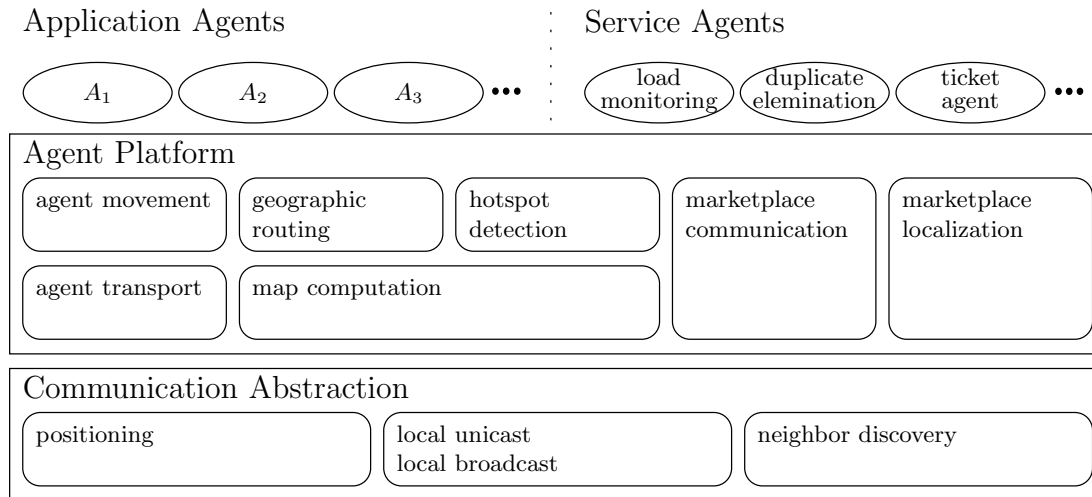 Application Agents
Service Agents
A1
A2
A3
•••
load
monitoring
duplicate
elemination
ticket
agent
•••
Agent Platform
agent movement
geographic
routing
hotspot
detection
marketplace
communication
marketplace
localization
agent transport
map computation
Communication Abstraction
positioning
local unicast
local broadcast
neighbor discovery